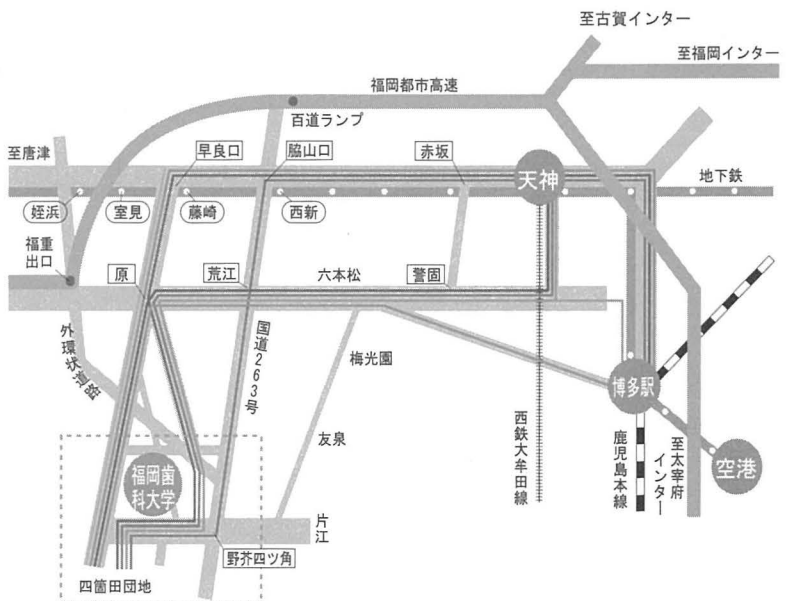 至古賀インター
至福岡インター
福岡都市高速
百道ランプ
至唐津
早良口
脇山口
赤坂
天神
地下鉄
姪浜
室見
藤崎
西新
福重
出口
原
荒江
六本松
警固
外環状道路
国道263号
梅光園
博多駅
友泉
西鉄大牟田線
鹿児島本線
至太宰府
インター
空港
福岡歯
科大学
片江
野芥四ツ角
四箇田団地